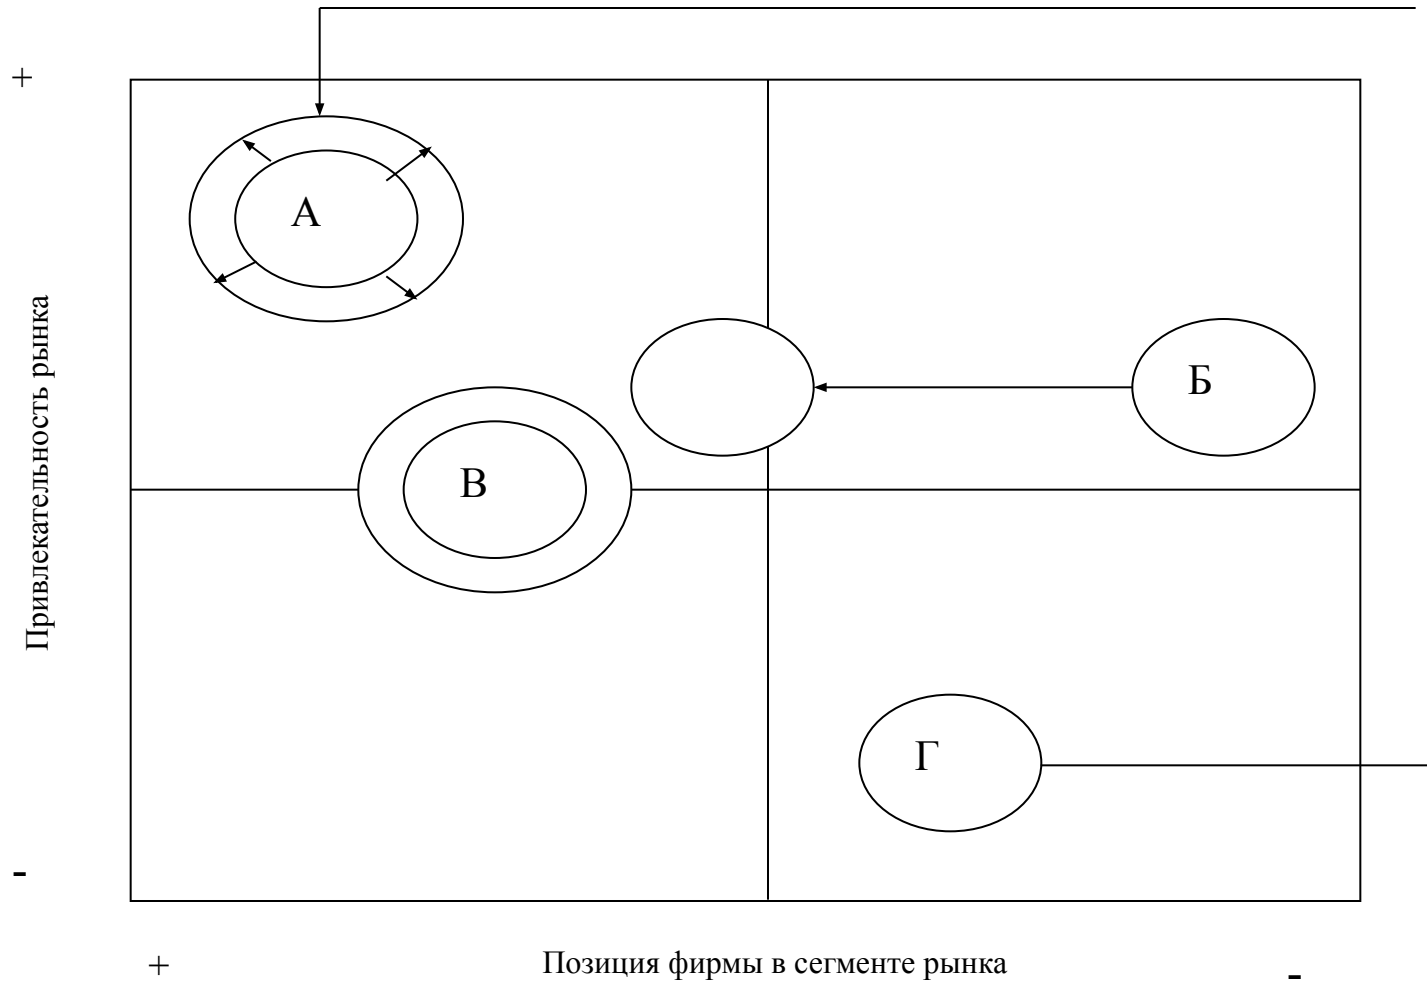 +
А
Б
В
Г
Привлекательность рынка
-
+
Позиция фирмы в сегменте рынка
-